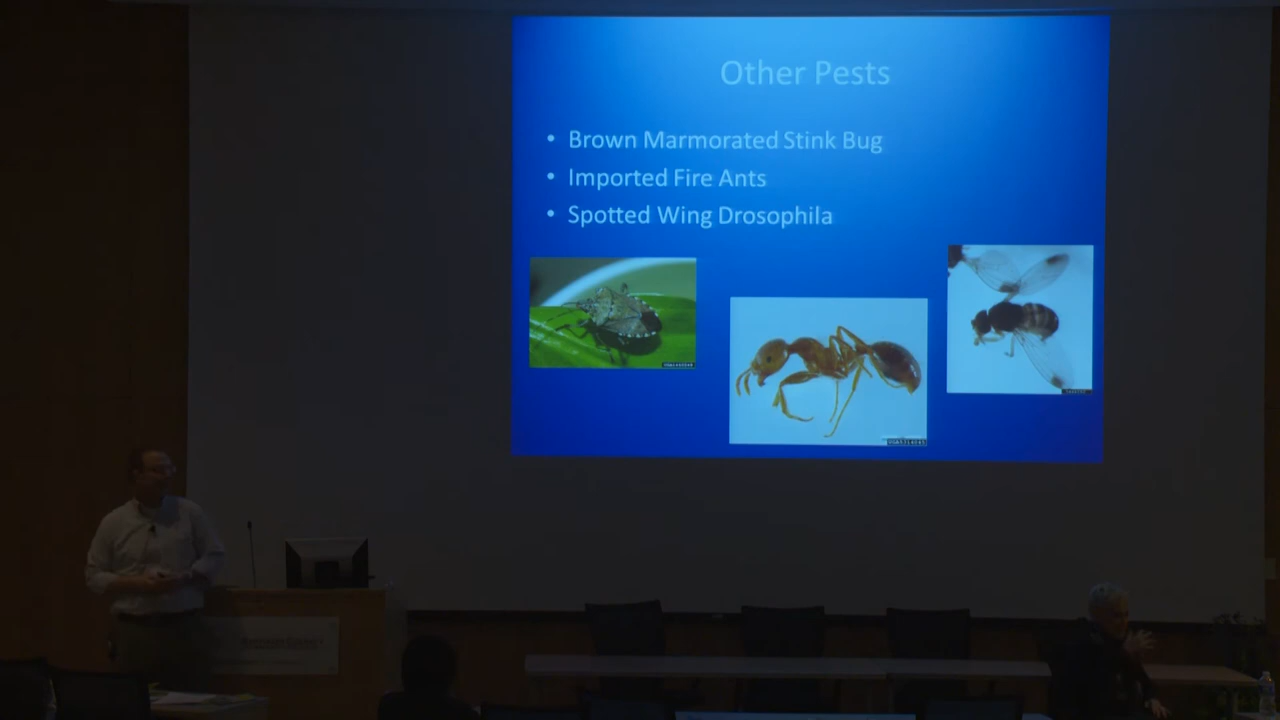 Other Pests
• Brown Marmorated Stink Bug
• Imported Fire Ants
• Spotted Wing Drosophila